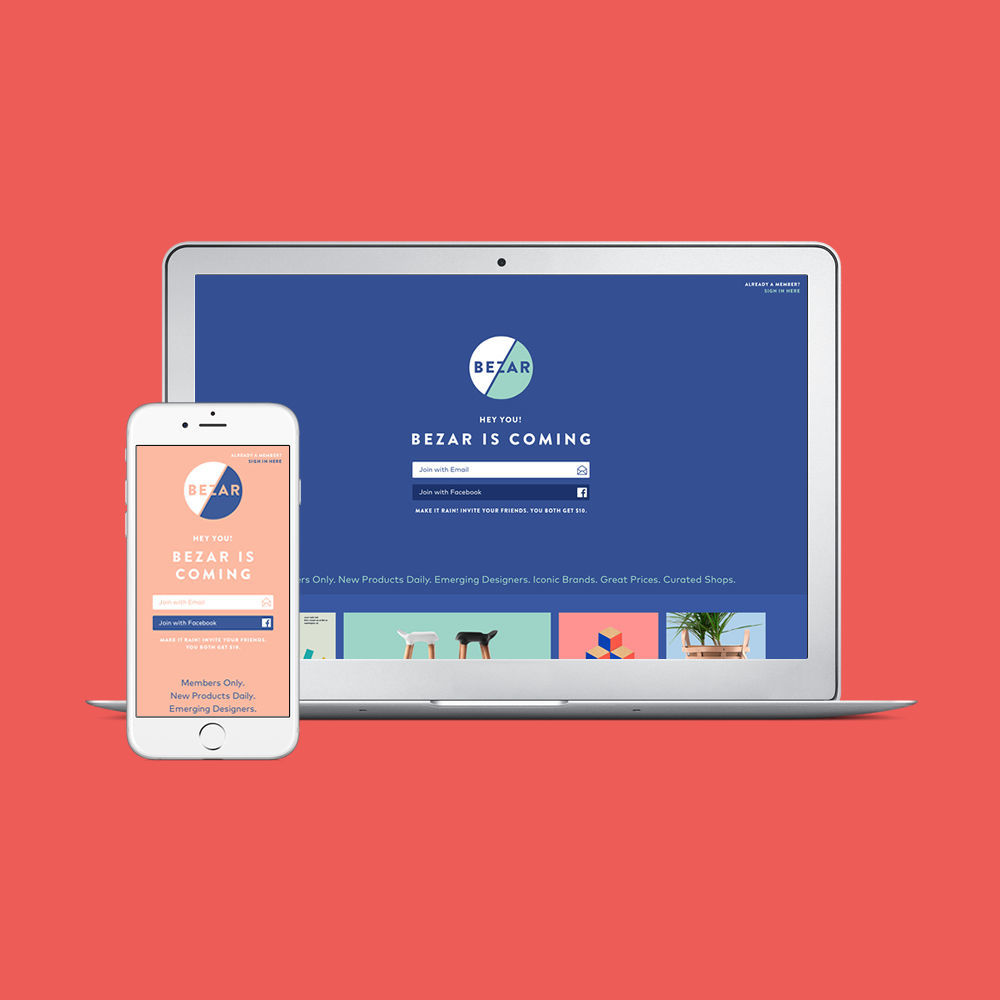 ALREADY A MEMBER?
SIGN IN HERE
BEZAR
HEY YOU!
BEZAR IS COMING
Join with Email
Join with Facebook
MAKE IT RAIN! INVITE YOUR FRIENDS. YOU BOTH GET $10.
Only. New Products Daily. Emerging Designers. Iconic Brands. Great Prices. Curated Shops.
ALREADY A MEMBER?
SIGN IN HERE
BEZAR
HEY YOU!
BEZAR IS
COMING
Join with Email
Join with Facebook
MAKE IT RAIN! INVITE YOUR FRIENDS.
YOU BOTH GET $10.
Members Only.
New Products Daily.
Emerging Designers.